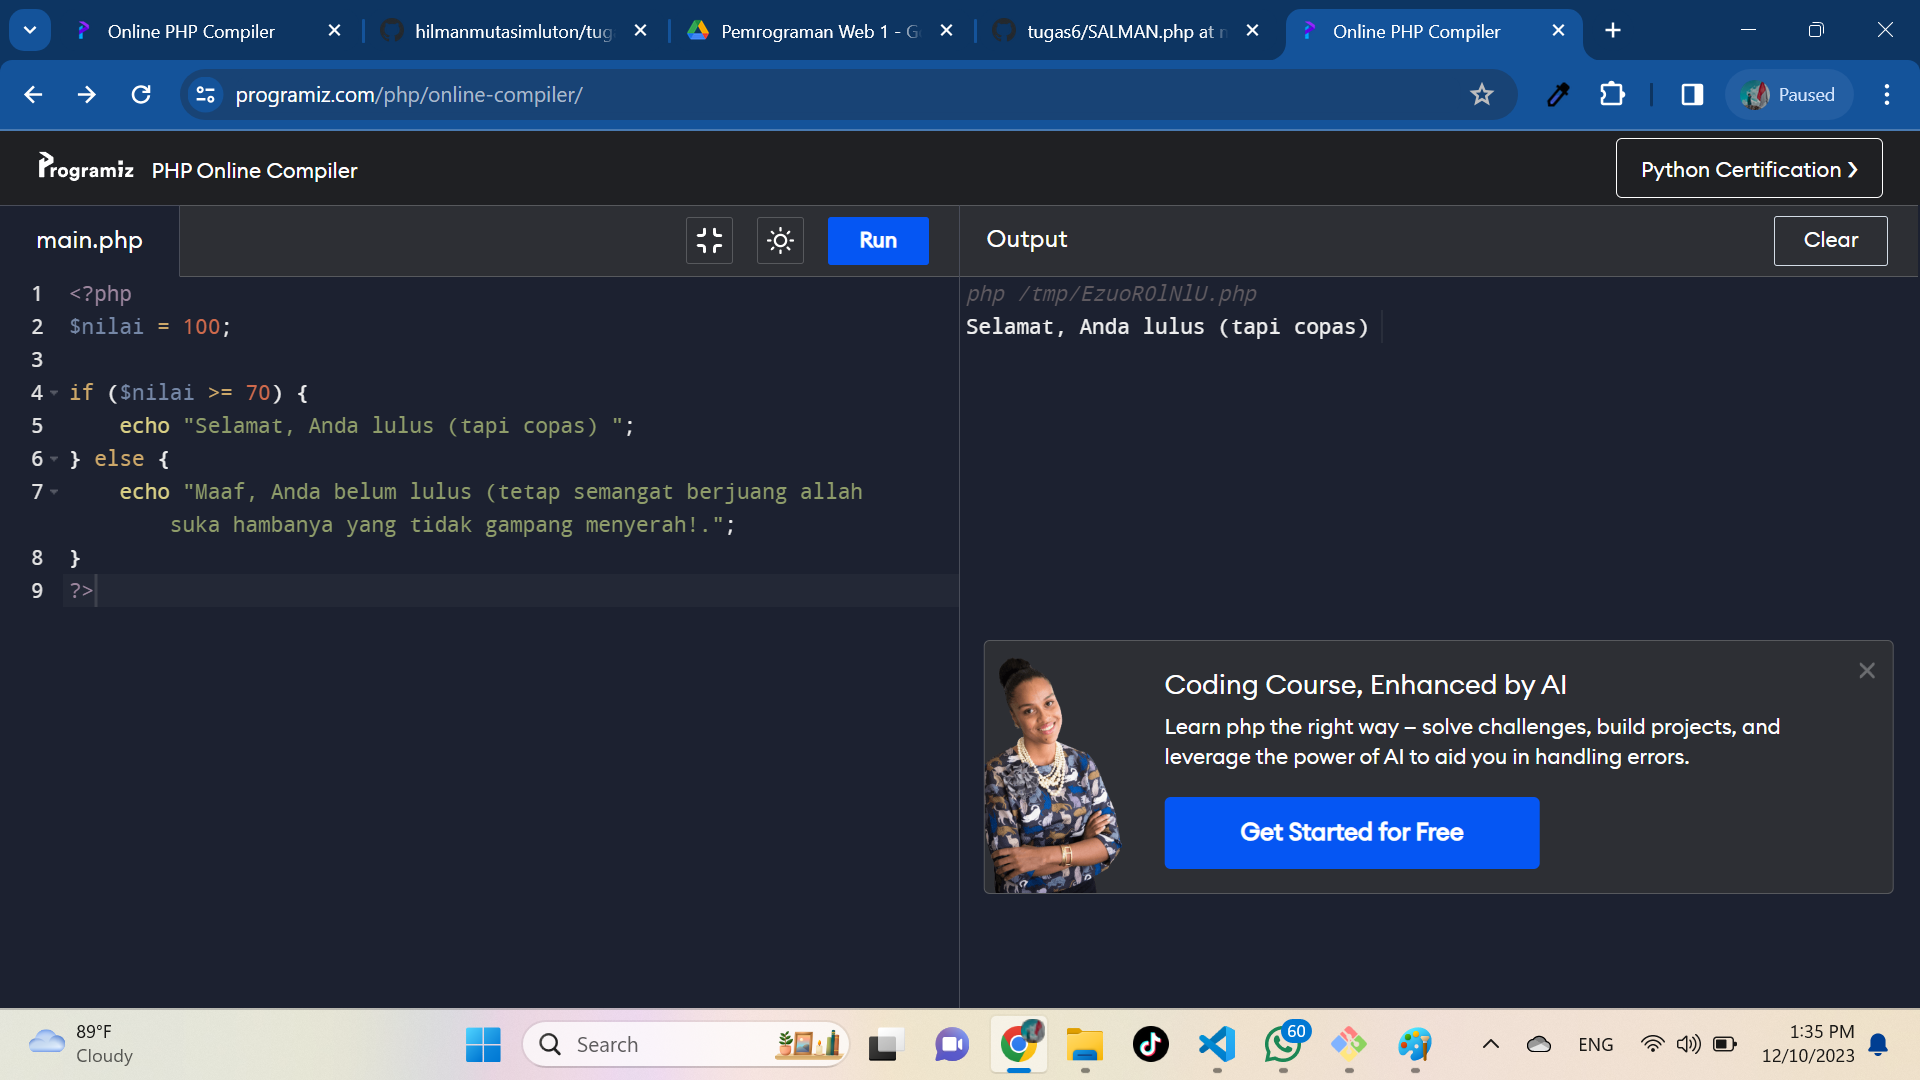 Online PHP Compiler
hilmanmutasimluton/tuga
Pemrograman Web 1 - Go
tugas6/SALMAN.php at m
Online PHP Compiler
programiz.com/php/online-compiler/
Paused
Programiz
PHP Online Compiler
Python Certification ❯
main.php
Run
Output
Clear
1 <?php
2 $nilai = 100;
3
4 if ($nilai >= 70) {
5 echo "Selamat, Anda lulus (tapi copas) ";
6 } else {
7 echo "Maaf, Anda belum lulus (tetap semangat berjuang allah
suka hambanya yang tidak gampang menyerah!.";
8 }
9 ?>
php /tmp/EzuoROlNlU.php
Selamat, Anda lulus (tapi copas)
Coding Course, Enhanced by AI
Learn php the right way – solve challenges, build projects, and
leverage the power of AI to aid you in handling errors.
Get Started for Free
89°F
Cloudy
Search
60
ENG
1:35 PM
12/10/2023